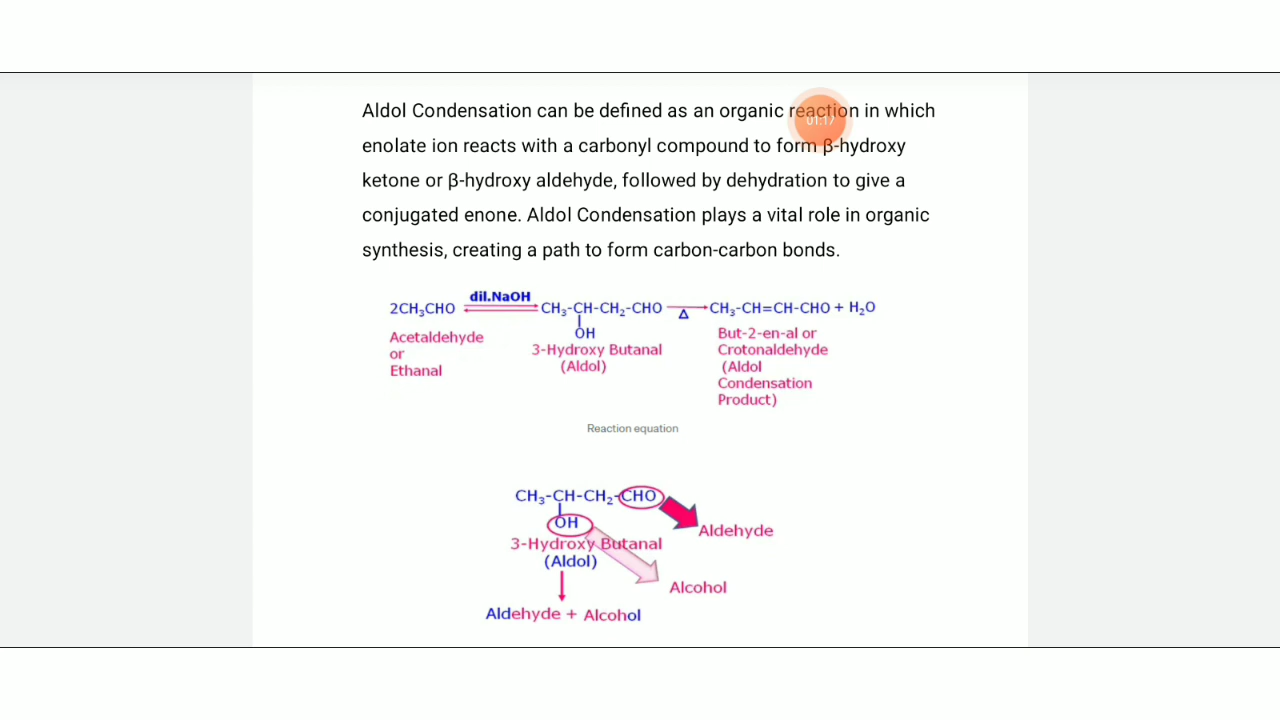 Aldol Condensation can be defined as an organic reaction in which
01:17
enolate ion reacts with a carbonyl compound to form β-hydroxy
ketone or β-hydroxy aldehyde, followed by dehydration to give a
conjugated enone. Aldol Condensation plays a vital role in organic
synthesis, creating a path to form carbon-carbon bonds.
dil.NaOH
2CH₃CHO CH₃-CH-CH₂-CHO Δ CH₃-CH=CH-CHO + H₂O
OH
Acetaldehyde
or
Ethanal
3-Hydroxy Butanal
(Aldol)
But-2-en-al or
Crotonaldehyde
(Aldol
Condensation
Product)
Reaction equation
CH₃-CH-CH₂-CHO
OH
Aldehyde
3-Hydroxy Butanal
(Aldol)
Alcohol
Aldehyde + Alcohol